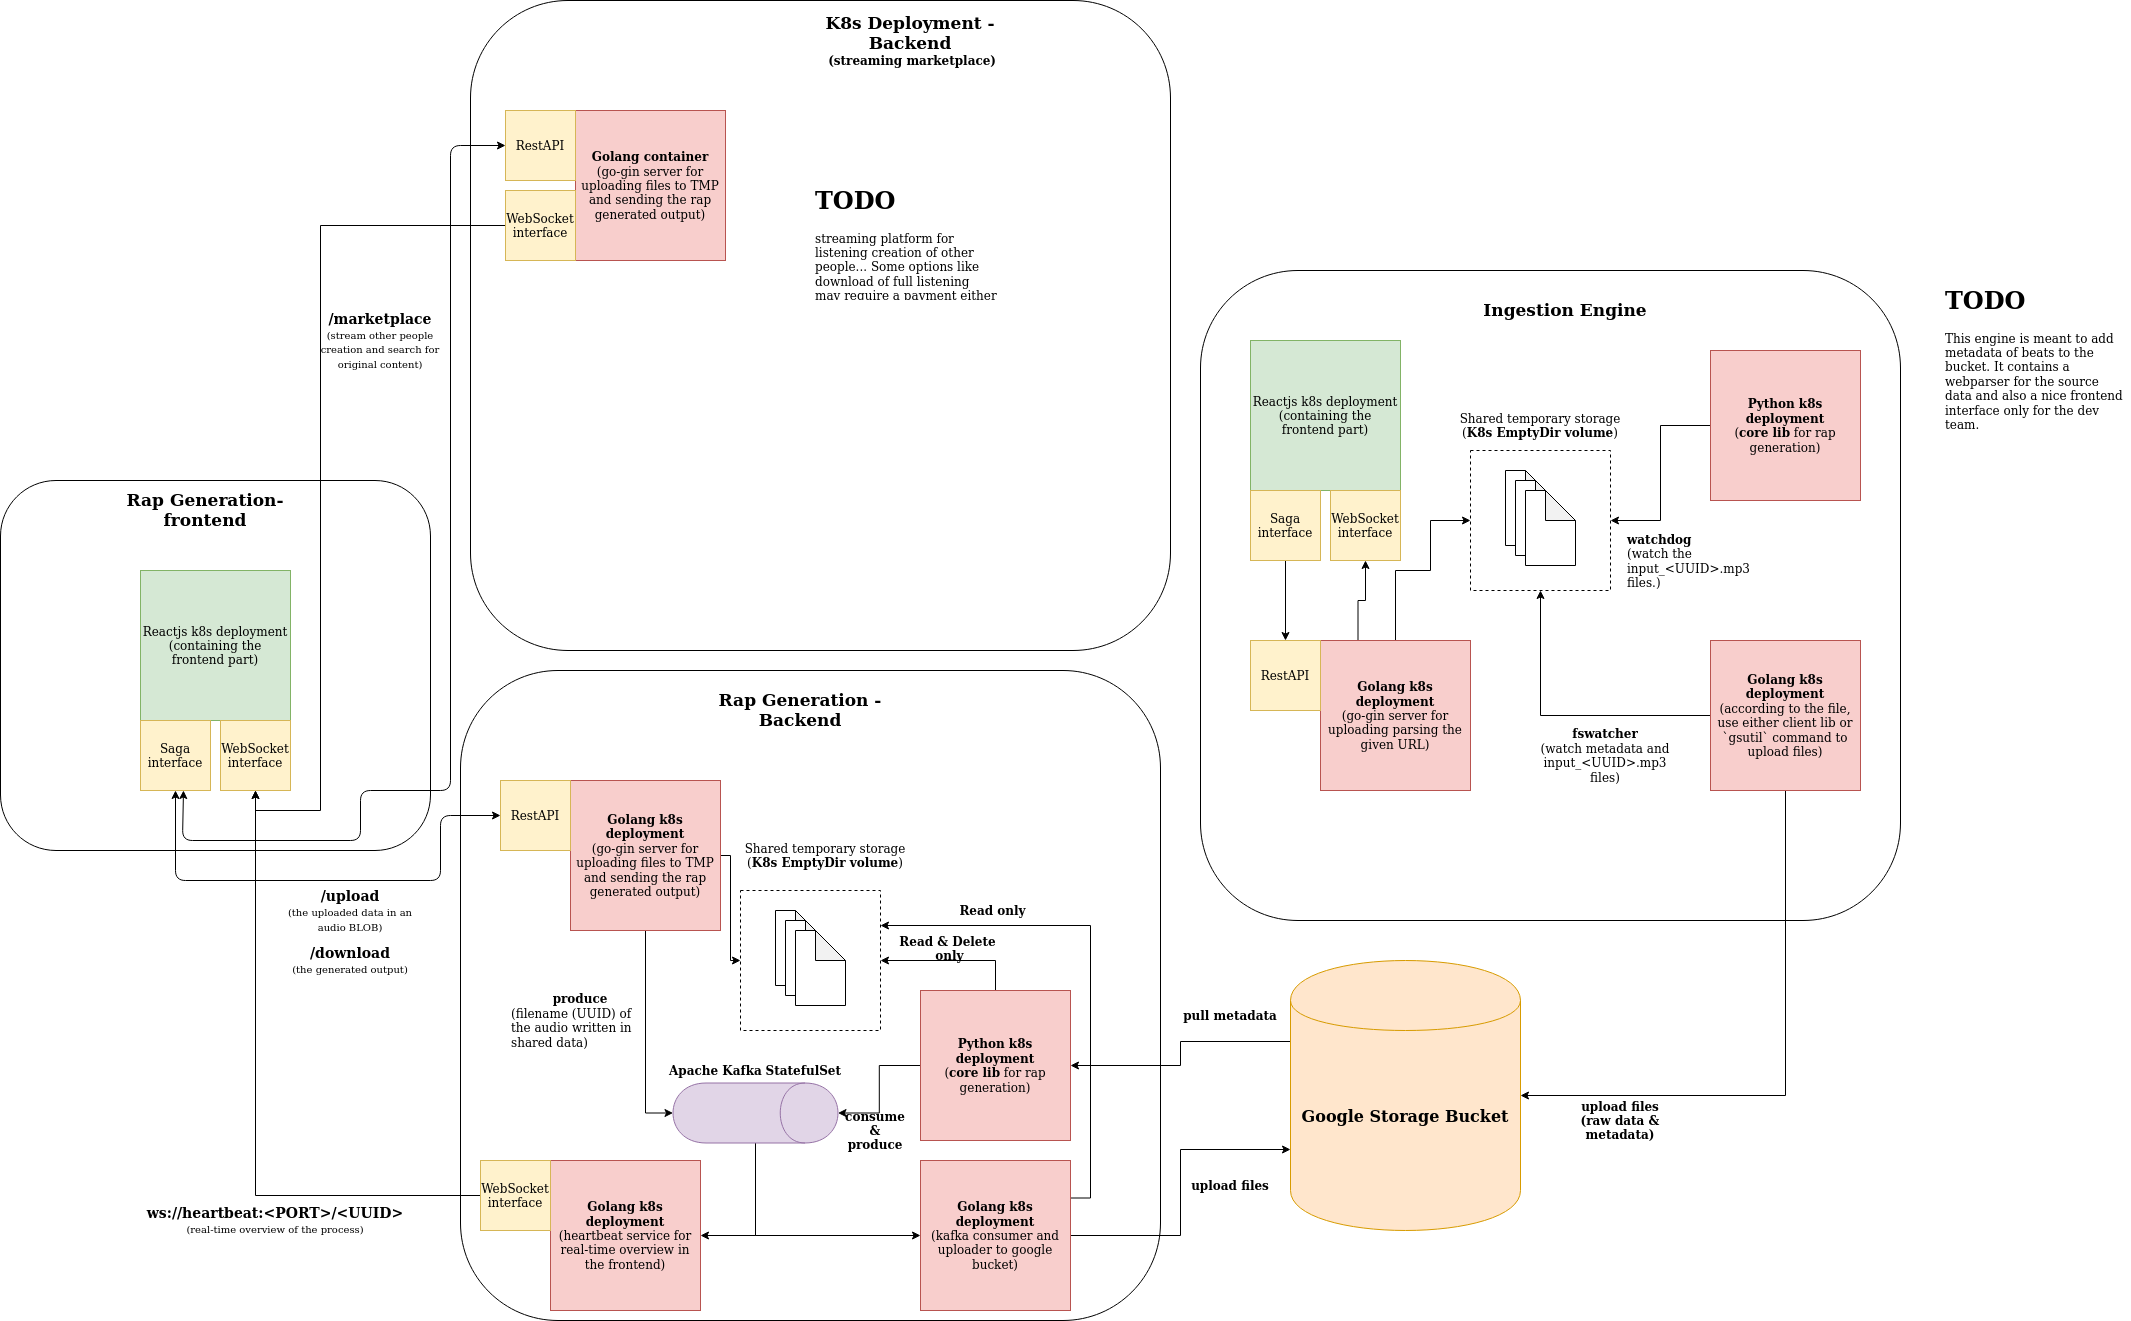 K8s Deployment -
Backend
(streaming marketplace)
RestAPI
WebSocket
interface
Golang container
(go-gin server for
uploading files to TMP
and sending the rap
generated output)
TODO
streaming platform for
listening creation of other
people... Some options like
download of full listening
may require a payment either
/marketplace
(stream other people
creation and search for
original content)
Rap Generation-
frontend
Reactjs k8s deployment
(containing the
frontend part)
Saga
interface
WebSocket
interface
/upload
(the uploaded data in an
audio BLOB)
/download
(the generated output)
ws://heartbeat:<PORT>/<UUID>
(real-time overview of the process)
Rap Generation -
Backend
RestAPI
Golang k8s
deployment
(go-gin server for
uploading files to TMP
and sending the rap
generated output)
Shared temporary storage
(K8s EmptyDir volume)
Read only
Read & Delete
only
produce
(filename (UUID) of
the audio written in
shared data)
Apache Kafka StatefulSet
consume
&
produce
Python k8s
deployment
(core lib for rap
generation)
WebSocket
interface
Golang k8s
deployment
(heartbeat service for
real-time overview in
the frontend)
Golang k8s
deployment
(kafka consumer and
uploader to google
bucket)
pull metadata
upload files
Google Storage Bucket
upload files
(raw data &
metadata)
Ingestion Engine
Reactjs k8s deployment
(containing the
frontend part)
Saga
interface
WebSocket
interface
Shared temporary storage
(K8s EmptyDir volume)
Python k8s
deployment
(core lib for rap
generation)
watchdog
(watch the
input_<UUID>.mp3
files.)
RestAPI
Golang k8s
deployment
(go-gin server for
uploading parsing the
given URL)
fswatcher
(watch metadata and
input_<UUID>.mp3
files)
Golang k8s
deployment
(according to the file,
use either client lib or
`gsutil` command to
upload files)
TODO
This engine is meant to add
metadata of beats to the
bucket. It contains a
webparser for the source
data and also a nice frontend
interface only for the dev
team.